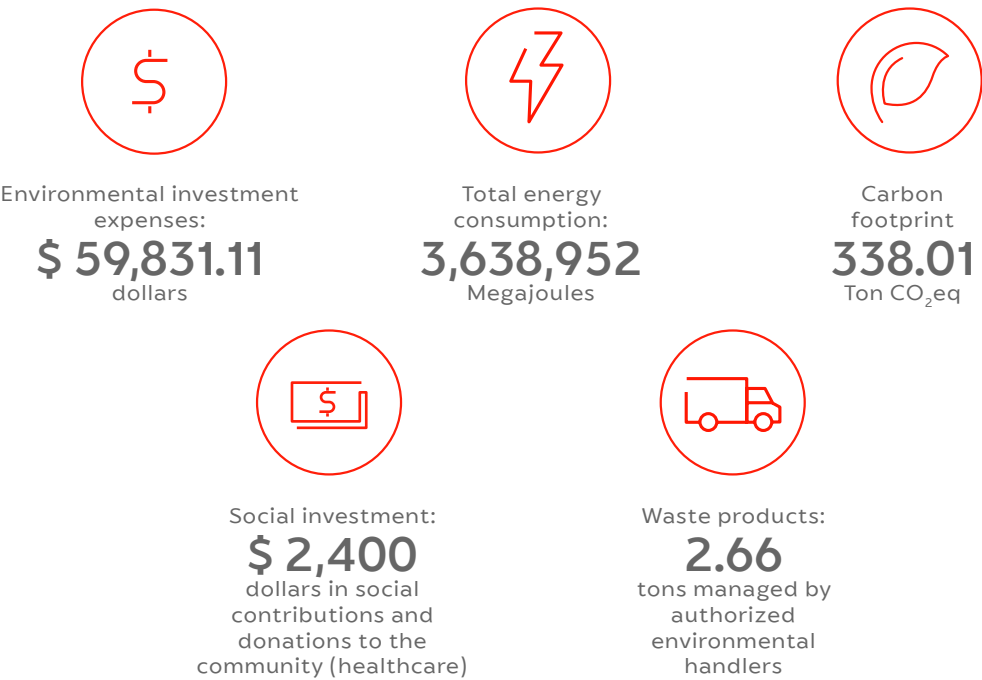 Environmental investment
expenses:
$ 59,831.11
dollars
Total energy
consumption:
3,638,952
Megajoules
Carbon
footprint
338.01
Ton CO₂eq
$
Social investment:
$ 2,400
dollars in social
contributions and
donations to the
community (healthcare)
Waste products:
2.66
tons managed by
authorized
environmental
handlers